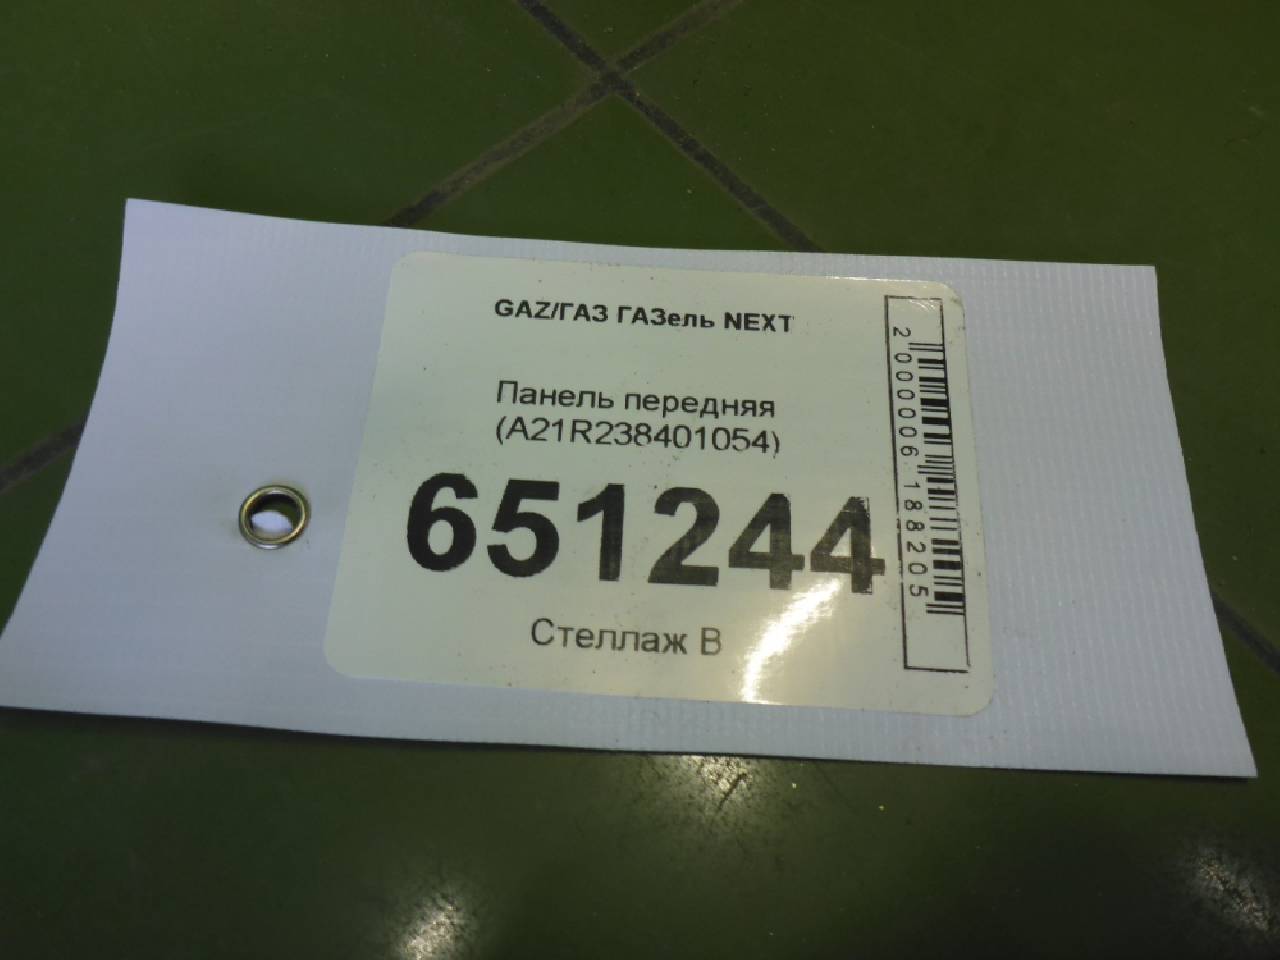 GAZ/ГАЗ ГАЗель NEXT
Панель передняя
(A21R238401054)
651244
Стеллаж В
2000006188205